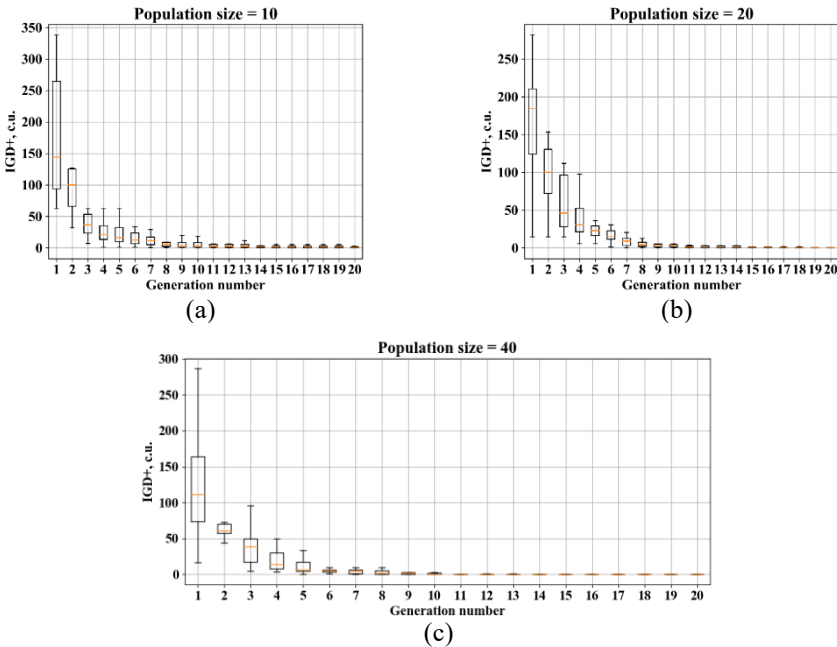 Population size = 10
IGD+, c.u.
350
300
250
200
150
100
50
0
1 2 3 4 5 6 7 8 9 10 11 12 13 14 15 16 17 18 19 20
Generation number
(a)
Population size = 20
IGD+, c.u.
250
200
150
100
50
0
1 2 3 4 5 6 7 8 9 10 11 12 13 14 15 16 17 18 19 20
Generation number
(b)
Population size = 40
IGD+, c.u.
300
250
200
150
100
50
0
1 2 3 4 5 6 7 8 9 10 11 12 13 14 15 16 17 18 19 20
Generation number
(c)